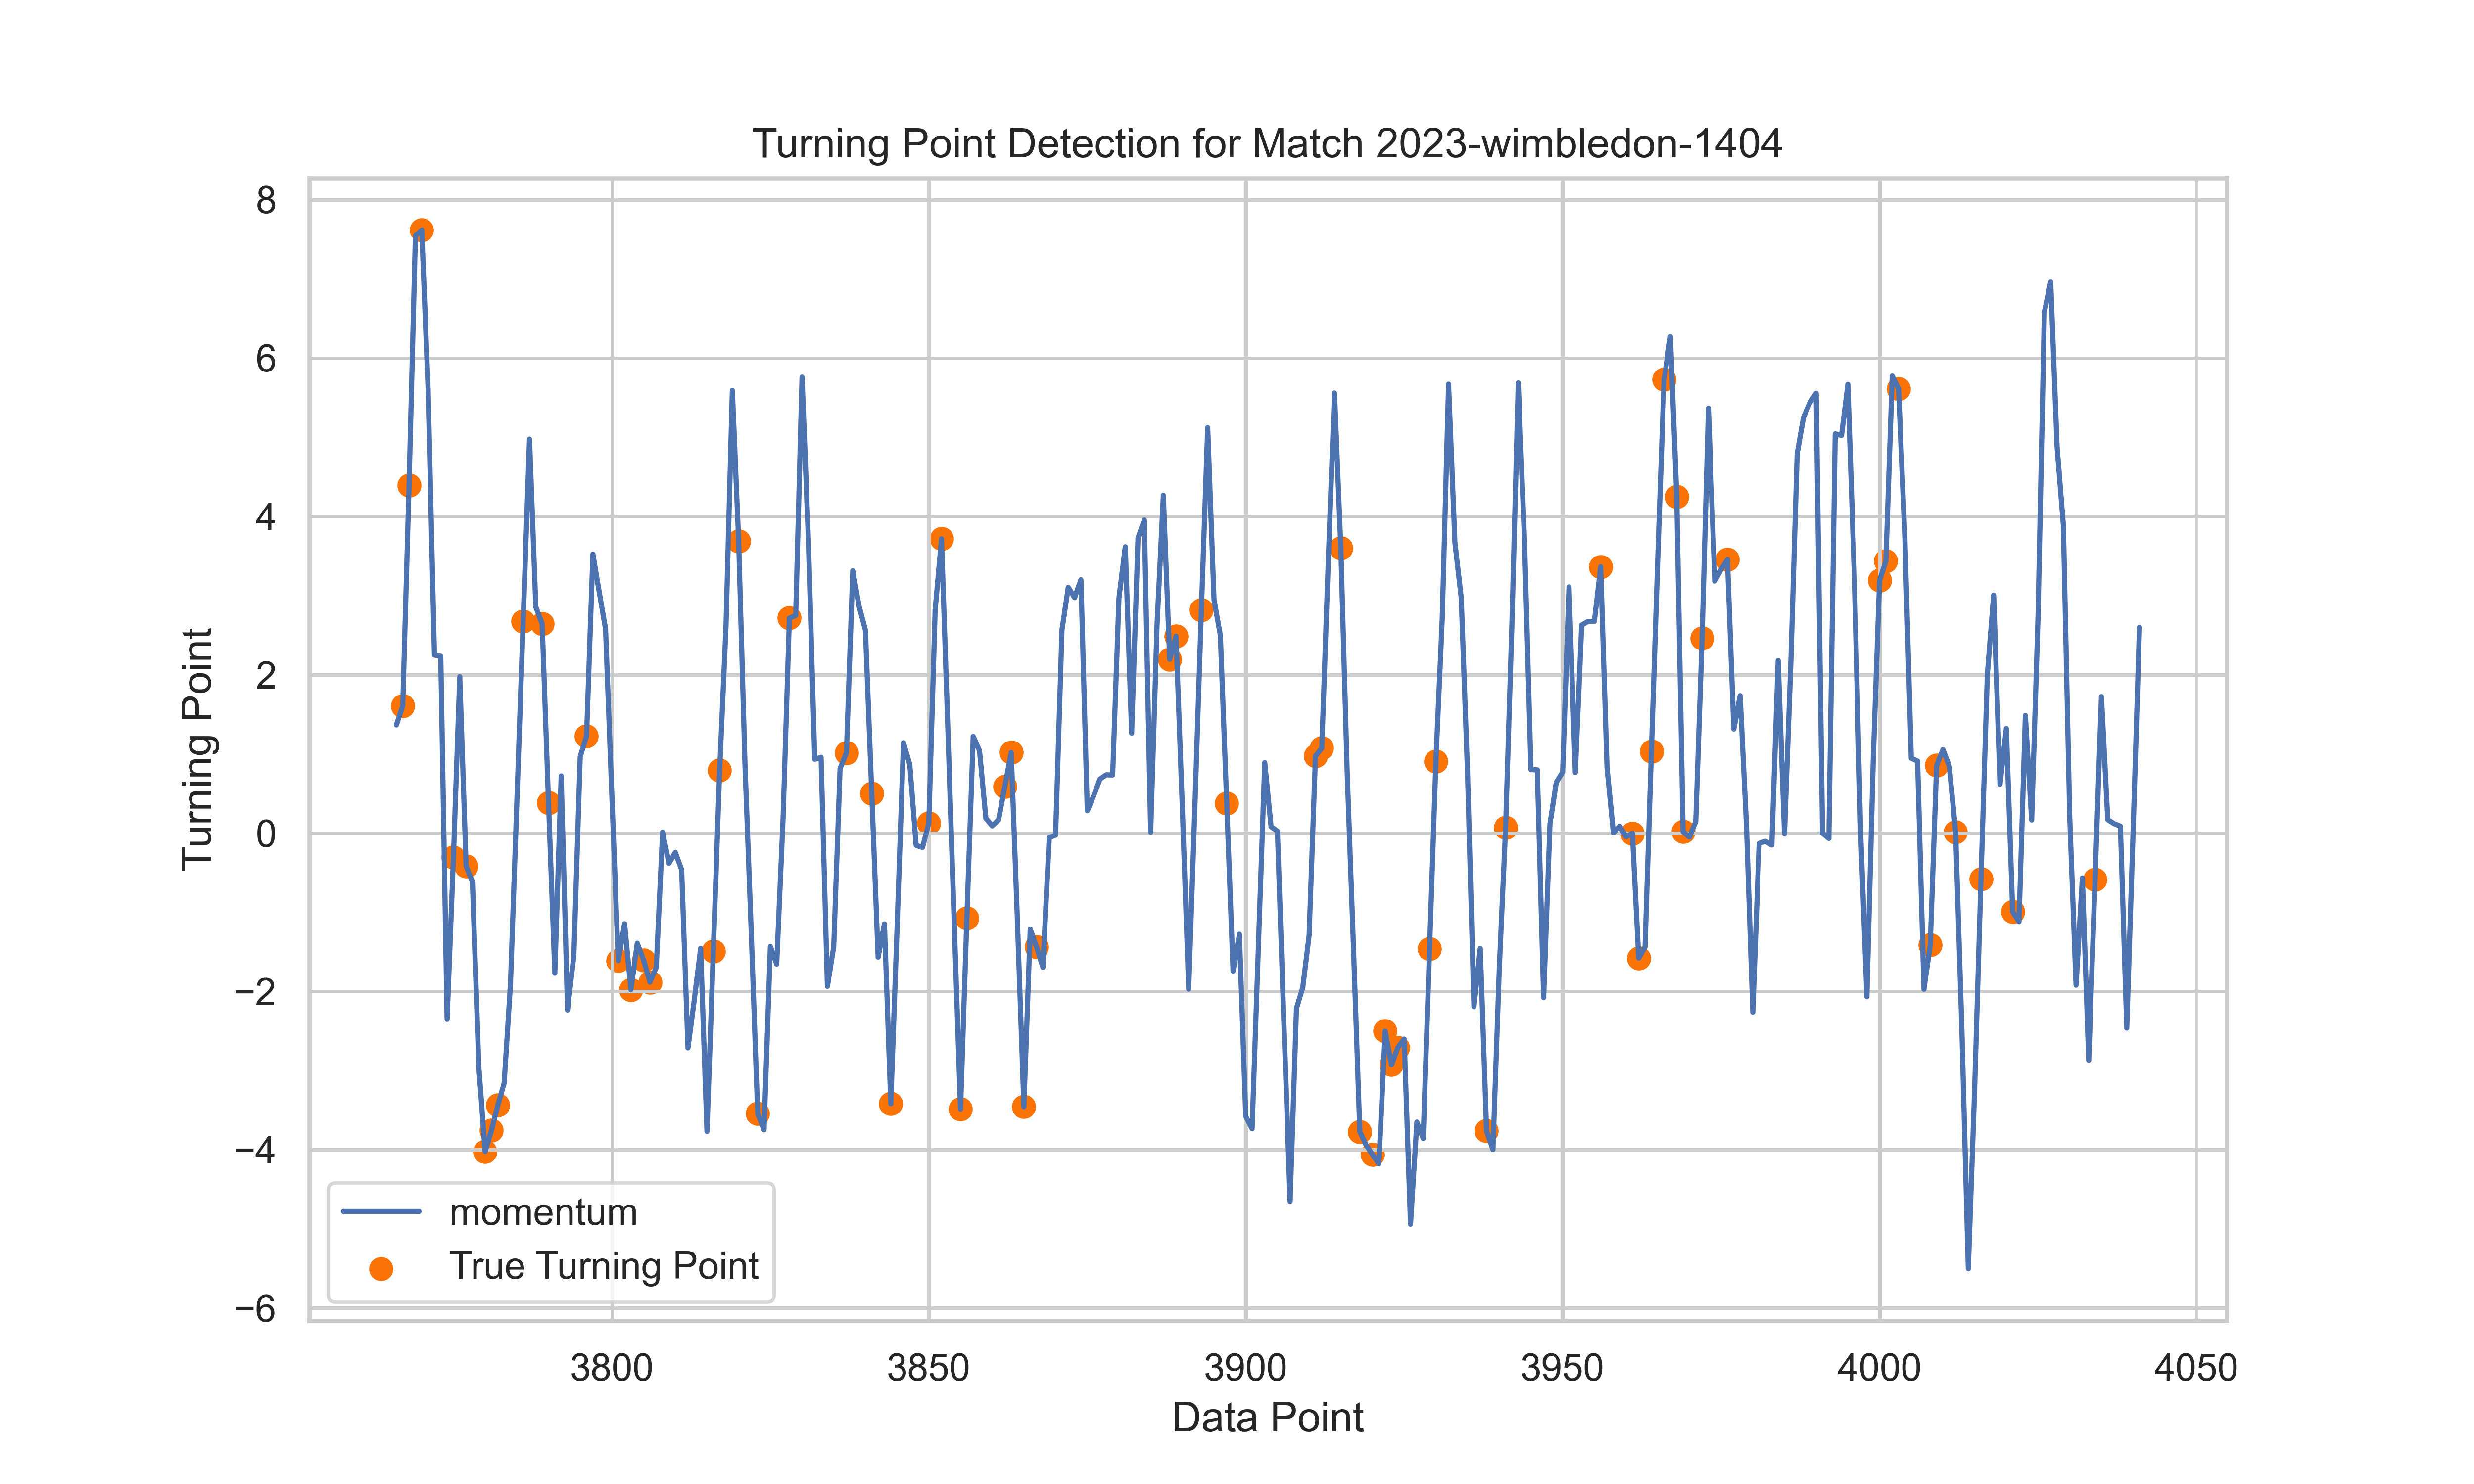 Turning Point Detection for Match 2023-wimbledon-1404
8
6
4
2
0
−2
−4
−6
Turning Point
momentum
True Turning Point
3800 3850 3900 3950 4000 4050
Data Point